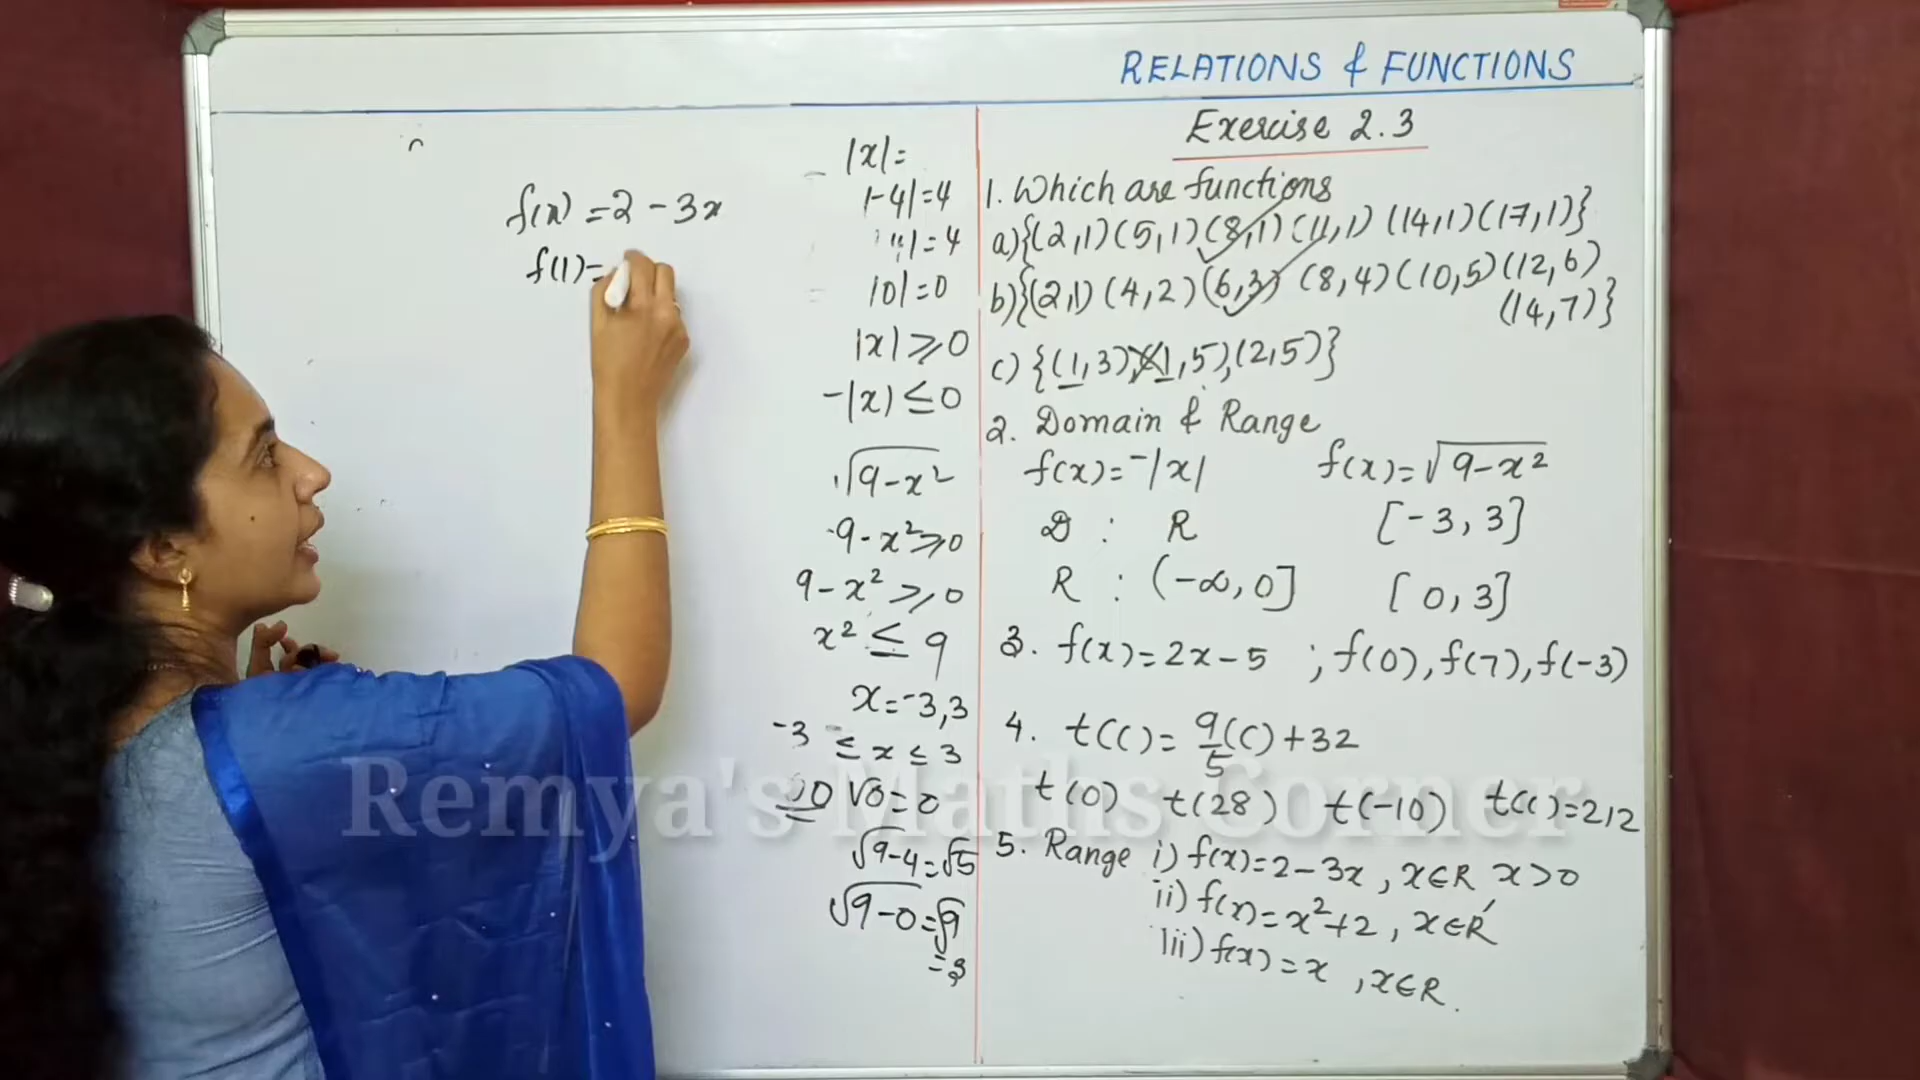 RELATIONS & FUNCTIONS
f(x) = 2 - 3x
f(1) =
|x| =
|-4| = 4
|4| = 4
|0| = 0
|x| ⩾ 0
-|x) ≤ 0
√9-x²
9 - x² ⩾ 0
9 - x² ⩾ 0
x² ≤ 9
x = -3,3
-3 ≤ x ≤ 3
√0 = 0
√9-4 = √5
√9-0 = √9
= 3
Exercise 2.3
1. Which are functions
a) {(2,1) (5,1) (8,1) (11,1) (14,1) (17,1)}
b) {(2,1) (4,2) (6,3) (8,4) (10,5) (12,6)
(14,7)}
c) {(1,3), (1,5), (2,5)}
2. Domain & Range
f(x) = -|x| f(x) = √9-x²
D : R [-3, 3]
R : (-∞, 0] [0, 3]
3. f(x) = 2x - 5 ; f(0), f(7), f(-3)
4. t(C) = 9/5 (C) + 32
t(0) t(28) t(-10) t(C) = 212
5. Range i) f(x) = 2 - 3x, x∈R x > 0
ii) f(x) = x² + 2, x∈R
iii) f(x) = x, x∈R.
Remya's Maths Corner